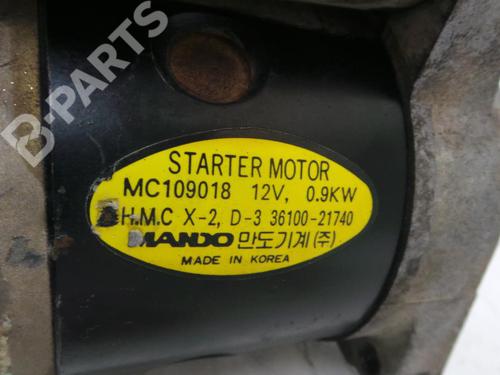 B-PARTS
STARTER MOTOR
MC109018 12V, 0.9KW
H.M.C X-2, D-3 36100-21740
MANDO 만도기계(주)
MADE IN KOREA
B-PARTS